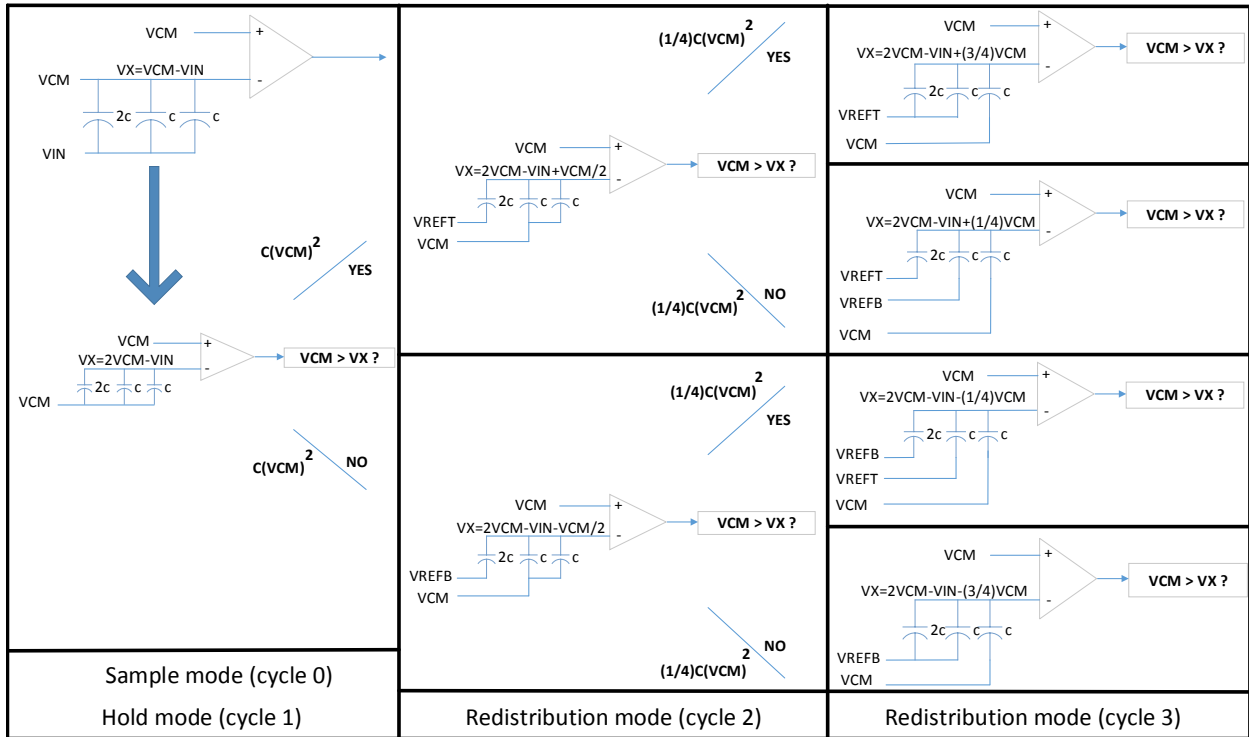 VCM
+
VCM
VX=VCM-VIN
-
2c
c
c
VIN
C(VCM)^2
YES
VCM
+
VX=2VCM-VIN
-
VCM > VX ?
2c
c
c
VCM
C(VCM)^2
NO
Sample mode (cycle 0)
Hold mode (cycle 1)
(1/4)C(VCM)^2
YES
VCM
+
VX=2VCM-VIN+VCM/2
-
VCM > VX ?
2c
c
c
VREFT
VCM
(1/4)C(VCM)^2
NO
(1/4)C(VCM)^2
YES
VCM
+
VX=2VCM-VIN-VCM/2
-
VCM > VX ?
2c
c
c
VREFB
VCM
(1/4)C(VCM)^2
NO
Redistribution mode (cycle 2)
VCM
+
VX=2VCM-VIN+(3/4)VCM
-
VCM > VX ?
2c
c
c
VREFT
VCM
VCM
+
VX=2VCM-VIN+(1/4)VCM
-
VCM > VX ?
2c
c
c
VREFT
VREFB
VCM
VCM
+
VX=2VCM-VIN-(1/4)VCM
-
VCM > VX ?
2c
c
c
VREFB
VREFT
VCM
VCM
+
VX=2VCM-VIN-(3/4)VCM
-
VCM > VX ?
2c
c
c
VREFB
VCM
Redistribution mode (cycle 3)